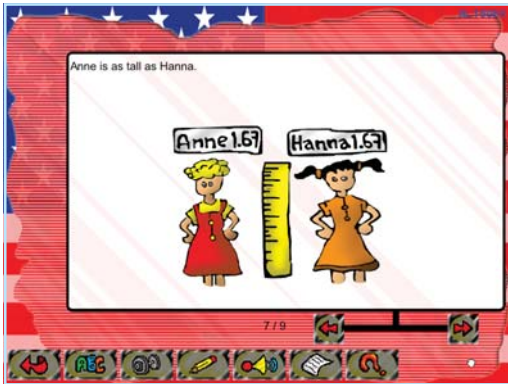 Anne is as tall as Hanna.
Anne 1.67
Hanna 1.67
7 / 9
ABC